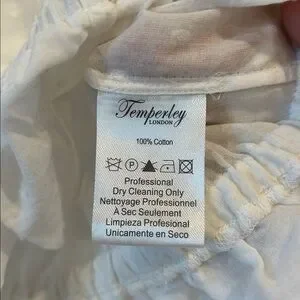 Temperley
LONDON
100% Cotton
P
Professional
Dry Cleaning Only
Nettoyage Professionnel
À Sec Seulement
Limpieza Profesional
Unicamente en Seco